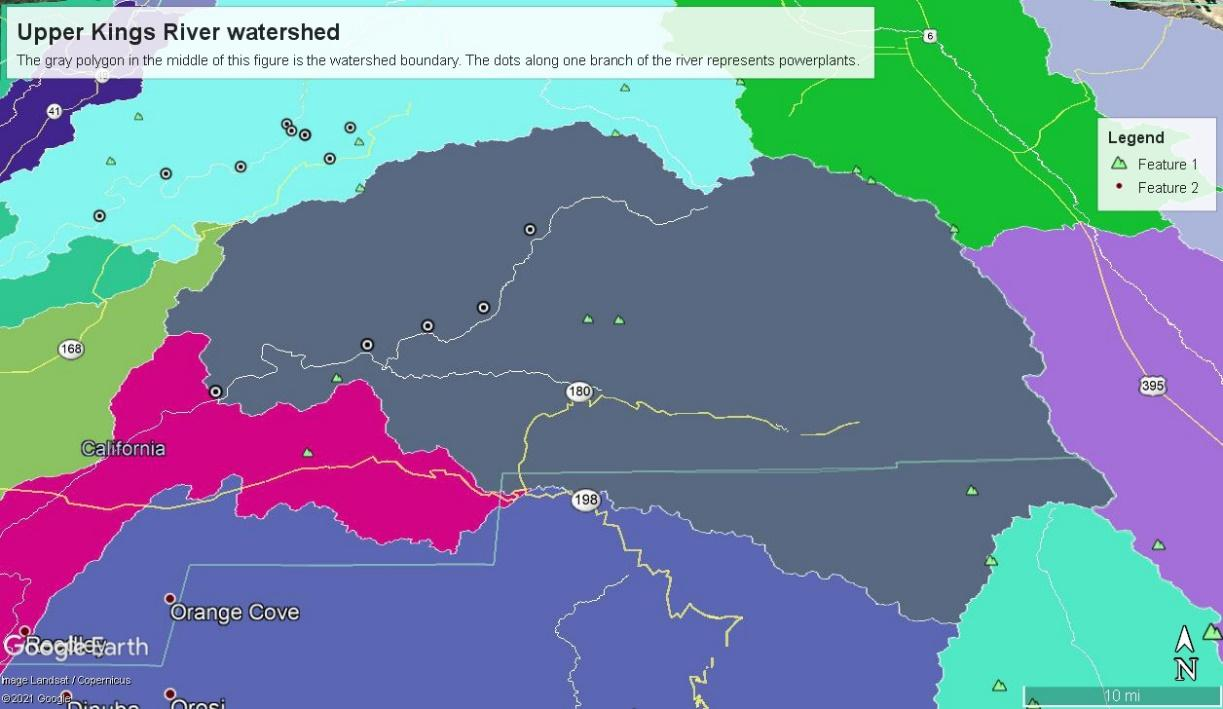 Upper Kings River watershed
The gray polygon in the middle of this figure is the watershed boundary. The dots along one branch of the river represents powerplants.
6
41
Legend
Feature 1
Feature 2
168
180
395
California
198
Orange Cove
Reedley
Google Earth
Image Landsat / Copernicus
©2021 Google
Dinuba
Orosi
N
10 mi